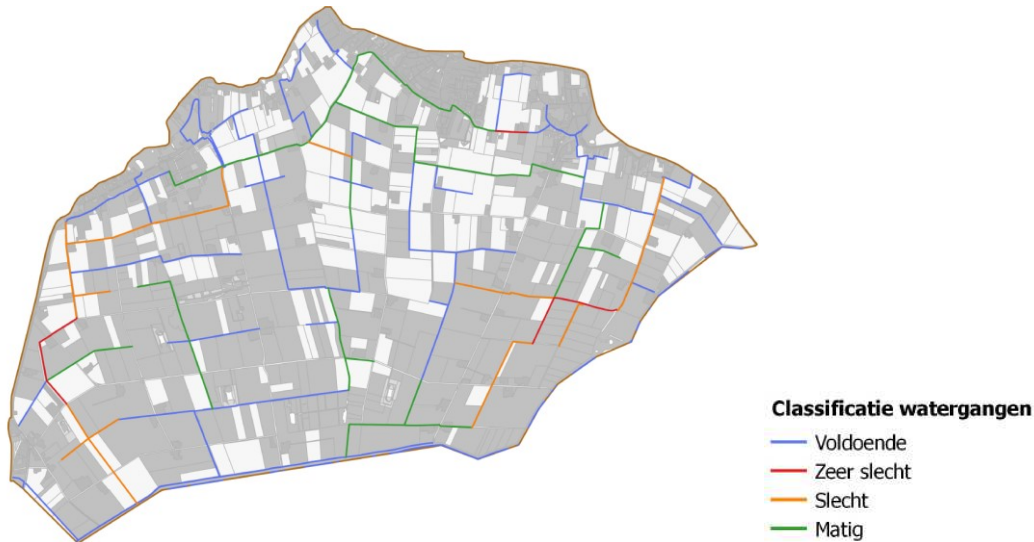 Classificatie watergangen
Voldoende
Zeer slecht
Slecht
Matig